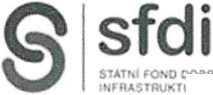 sfdi
STÁTNÍ FOND
INFRASTRUKT